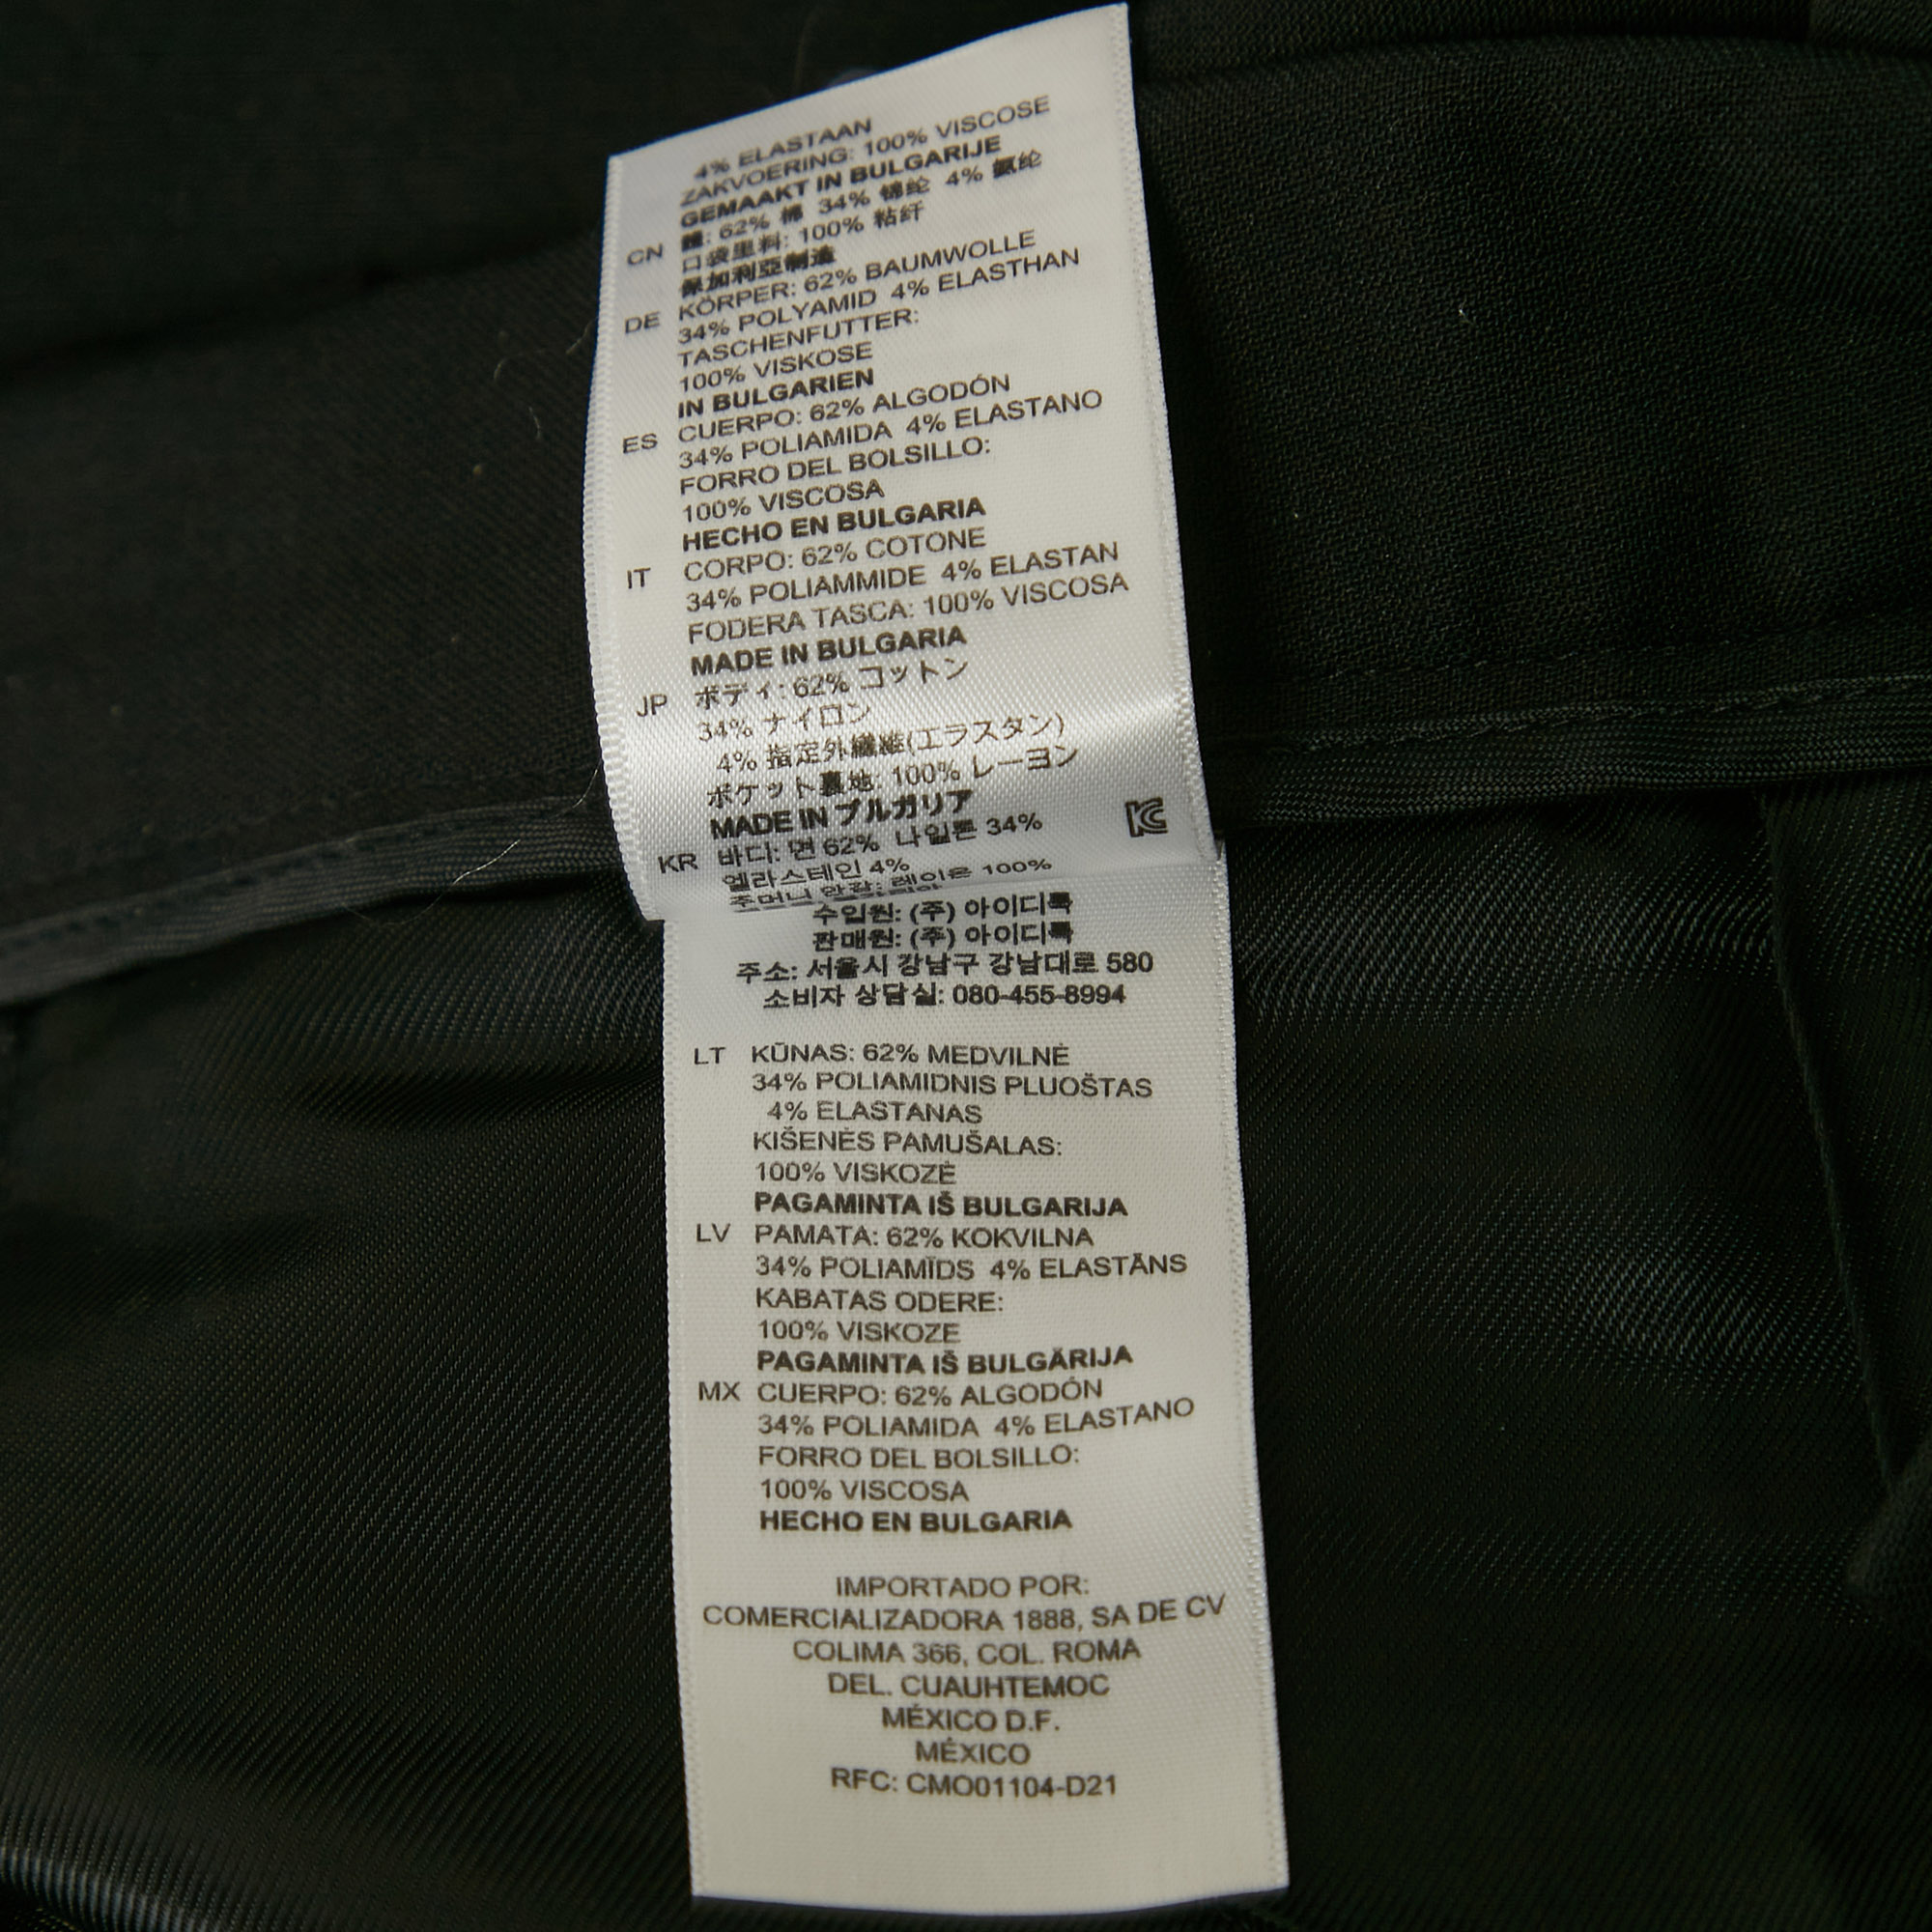 4% ELASTAAN
ZAKVOERING: 100% VISCOSE
GEMAAKT IN BULGARIJE
CN 體: 62% 棉 34% 锦纶 4% 氨纶
口袋里料: 100% 粘纤
保加利亞制造
DE KÖRPER: 62% BAUMWOLLE
34% POLYAMID 4% ELASTHAN
TASCHENFUTTER:
100% VISKOSE
IN BULGARIEN
ES CUERPO: 62% ALGODÓN
34% POLIAMIDA 4% ELASTANO
FORRO DEL BOLSILLO:
100% VISCOSA
HECHO EN BULGARIA
IT CORPO: 62% COTONE
34% POLIAMMIDE 4% ELASTAN
FODERA TASCA: 100% VISCOSA
MADE IN BULGARIA
JP ボディ: 62% コットン
34% ナイロン
4% 指定外繊維(エラスタン)
ポケット裏地: 100% レーヨン
MADE IN ブルガリア
KR 바디: 면 62% 나일론 34%
엘라스테인 4%
주머니 안감: 레이온 100%
수입원: (주) 아이디룩
판매원: (주) 아이디룩
주소: 서울시 강남구 강남대로 580
소비자 상담실: 080-455-8994
LT KŪNAS: 62% MEDVILNĖ
34% POLIAMIDNIS PLUOŠTAS
4% ELASTANAS
KIŠENĖS PAMUŠALAS:
100% VISKOZĖ
PAGAMINTA IŠ BULGARIJA
LV PAMATA: 62% KOKVILNA
34% POLIAMĪDS 4% ELASTĀNS
KABATAS ODERE:
100% VISKOZE
PAGAMINTA IŠ BULGĀRIJA
MX CUERPO: 62% ALGODÓN
34% POLIAMIDA 4% ELASTANO
FORRO DEL BOLSILLO:
100% VISCOSA
HECHO EN BULGARIA
IMPORTADO POR:
COMERCIALIZADORA 1888, SA DE CV
COLIMA 366, COL. ROMA
DEL. CUAUHTEMOC
MÉXICO D.F.
MÉXICO
RFC: CMO01104-D21